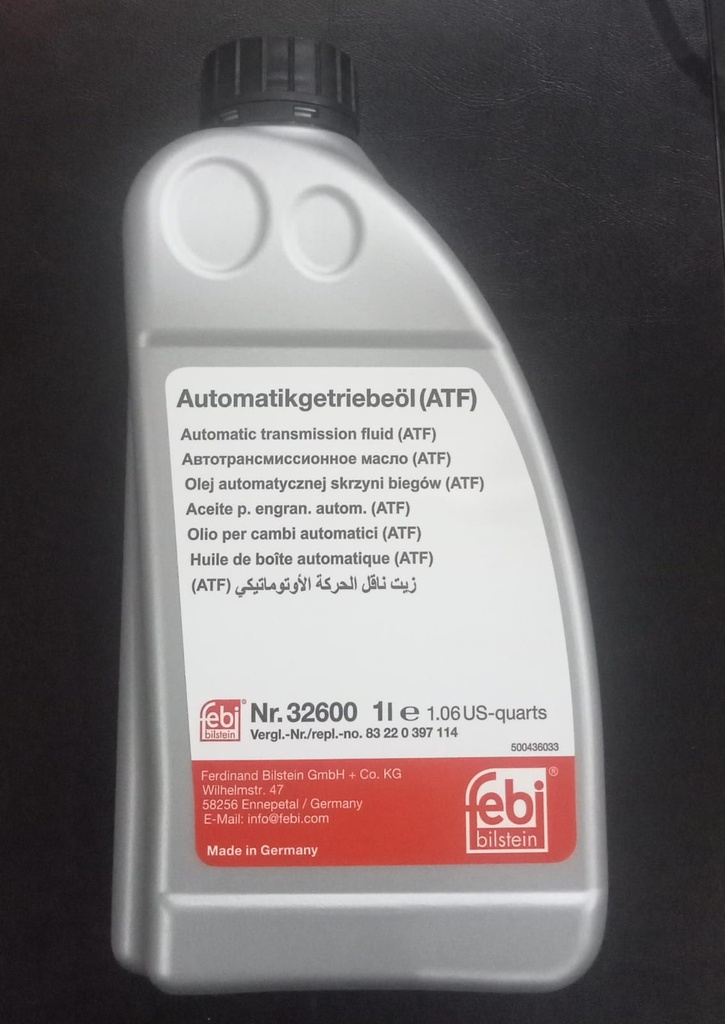 Automatikgetriebeöl (ATF)
Automatic transmission fluid (ATF)
Автотрансмиссионное масло (ATF)
Olej automatycznej skrzyni biegów (ATF)
Aceite p. engran. autom. (ATF)
Olio per cambi automatici (ATF)
Huile de boîte automatique (ATF)
زيت ناقل الحركة الأوتوماتيكي (ATF)
febi® Nr. 32600 1 l e 1.06 US-quarts
bilstein Vergl.-Nr./repl.-no. 83 22 0 397 114
500436033
Ferdinand Bilstein GmbH + Co. KG
Wilhelmstr. 47
58256 Ennepetal / Germany
E-Mail: info@febi.com
Made in Germany
febi®
bilstein